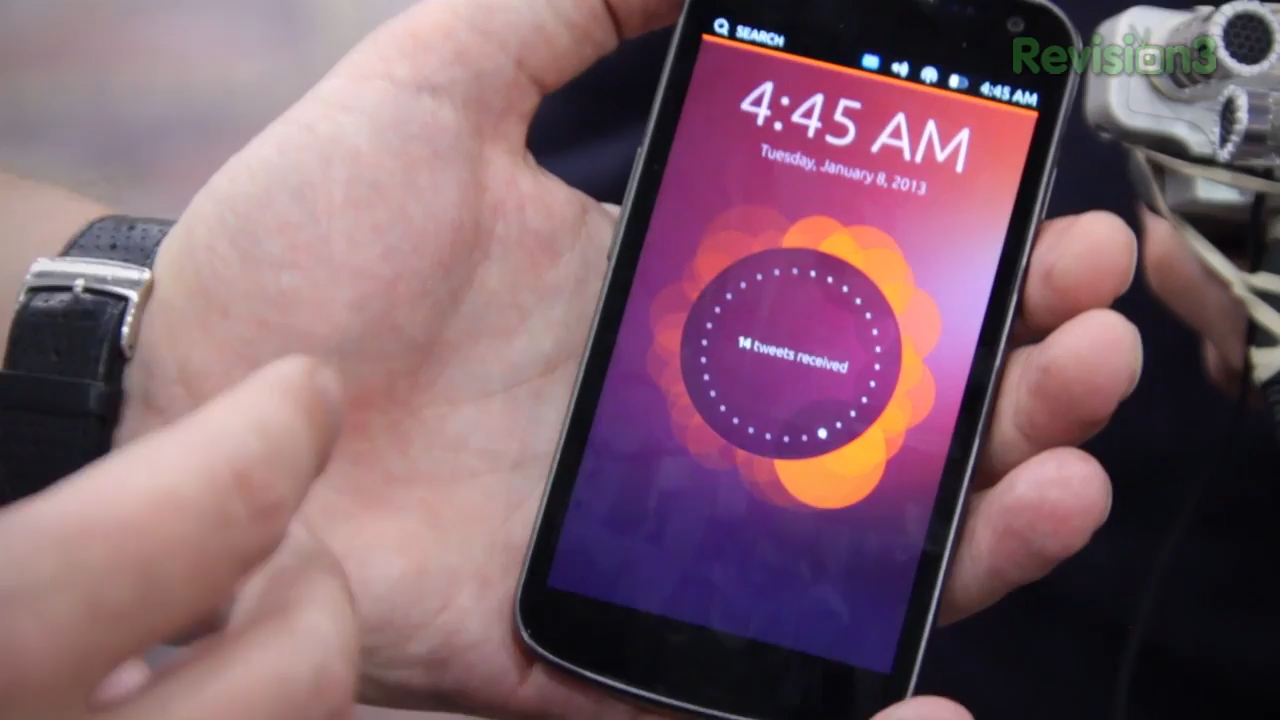 Revision3
SEARCH
4:45 AM
4:45 AM
Tuesday, January 8, 2013
14 tweets received